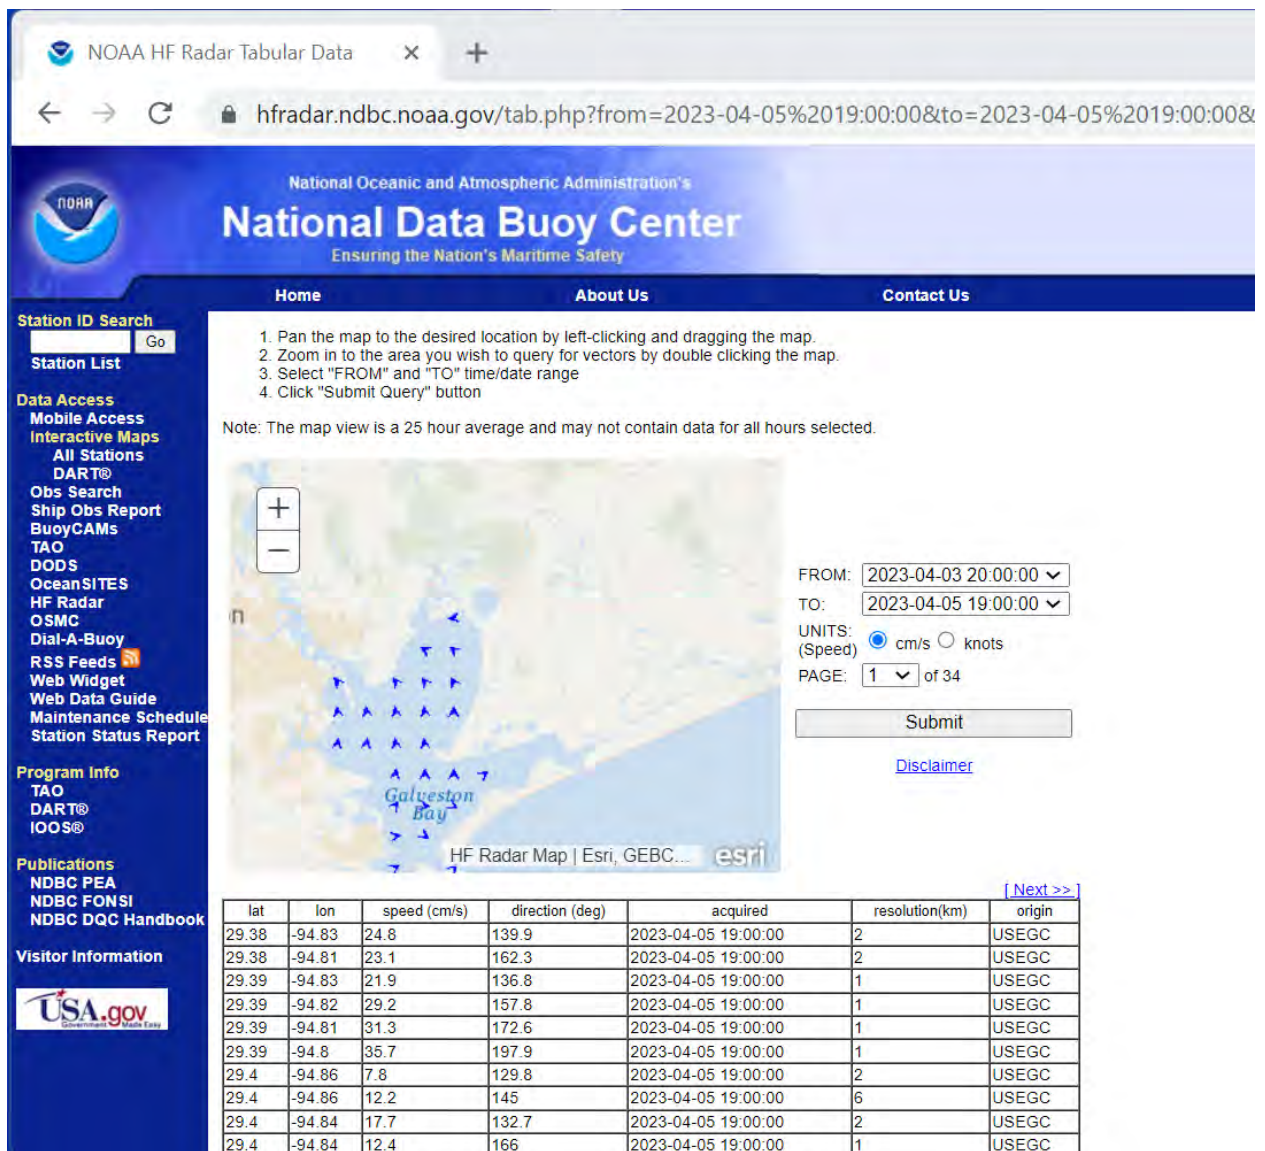 NOAA HF Radar Tabular Data
hfradar.ndbc.noaa.gov/tab.php?from=2023-04-05%2019:00:00&to=2023-04-05%2019:00:00&
NOAA
National Oceanic and Atmospheric Administration's
National Data Buoy Center
Ensuring the Nation's Maritime Safety
Home About Us Contact Us
Station ID Search
Go
Station List
Data Access
Mobile Access
Interactive Maps
All Stations
DART®
Obs Search
Ship Obs Report
BuoyCAMs
TAO
DODS
OceanSITES
HF Radar
OSMC
Dial-A-Buoy
RSS Feeds
Web Widget
Web Data Guide
Maintenance Schedule
Station Status Report
Program Info
TAO
DART®
IOOS®
Publications
NDBC PEA
NDBC FONSI
NDBC DQC Handbook
Visitor Information
USA.gov
Government Made Easy
1. Pan the map to the desired location by left-clicking and dragging the map.
2. Zoom in to the area you wish to query for vectors by double clicking the map.
3. Select "FROM" and "TO" time/date range
4. Click "Submit Query" button
Note: The map view is a 25 hour average and may not contain data for all hours selected.
+
−
n
Galveston
Bay
HF Radar Map | Esri, GEBC... esri
FROM: 2023-04-03 20:00:00
TO: 2023-04-05 19:00:00
UNITS:
(Speed) cm/s knots
PAGE: 1 of 34
Submit
Disclaimer
[ Next >> ]
lat lon speed (cm/s) direction (deg) acquired resolution(km) origin
29.38 -94.83 24.8 139.9 2023-04-05 19:00:00 2 USEGC
29.38 -94.81 23.1 162.3 2023-04-05 19:00:00 2 USEGC
29.39 -94.83 21.9 136.8 2023-04-05 19:00:00 1 USEGC
29.39 -94.82 29.2 157.8 2023-04-05 19:00:00 1 USEGC
29.39 -94.81 31.3 172.6 2023-04-05 19:00:00 1 USEGC
29.39 -94.8 35.7 197.9 2023-04-05 19:00:00 1 USEGC
29.4 -94.86 7.8 129.8 2023-04-05 19:00:00 2 USEGC
29.4 -94.86 12.2 145 2023-04-05 19:00:00 6 USEGC
29.4 -94.84 17.7 132.7 2023-04-05 19:00:00 2 USEGC
29.4 -94.84 12.4 166 2023-04-05 19:00:00 1 USEGC